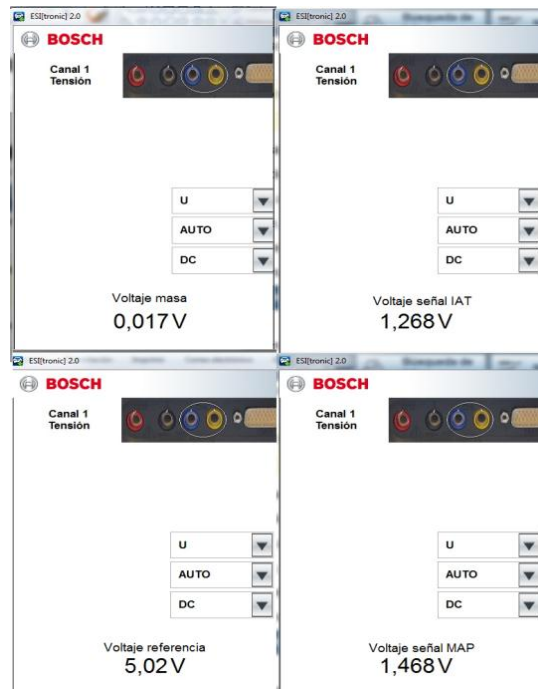 ESI[tronic] 2.0
BOSCH
Canal 1
Tensión
U
AUTO
DC
Voltaje masa
0,017 V
ESI[tronic] 2.0
BOSCH
Canal 1
Tensión
U
AUTO
DC
Voltaje señal IAT
1,268 V
ESI[tronic] 2.0
BOSCH
Canal 1
Tensión
U
AUTO
DC
Voltaje referencia
5,02 V
ESI[tronic] 2.0
BOSCH
Canal 1
Tensión
U
AUTO
DC
Voltaje señal MAP
1,468 V